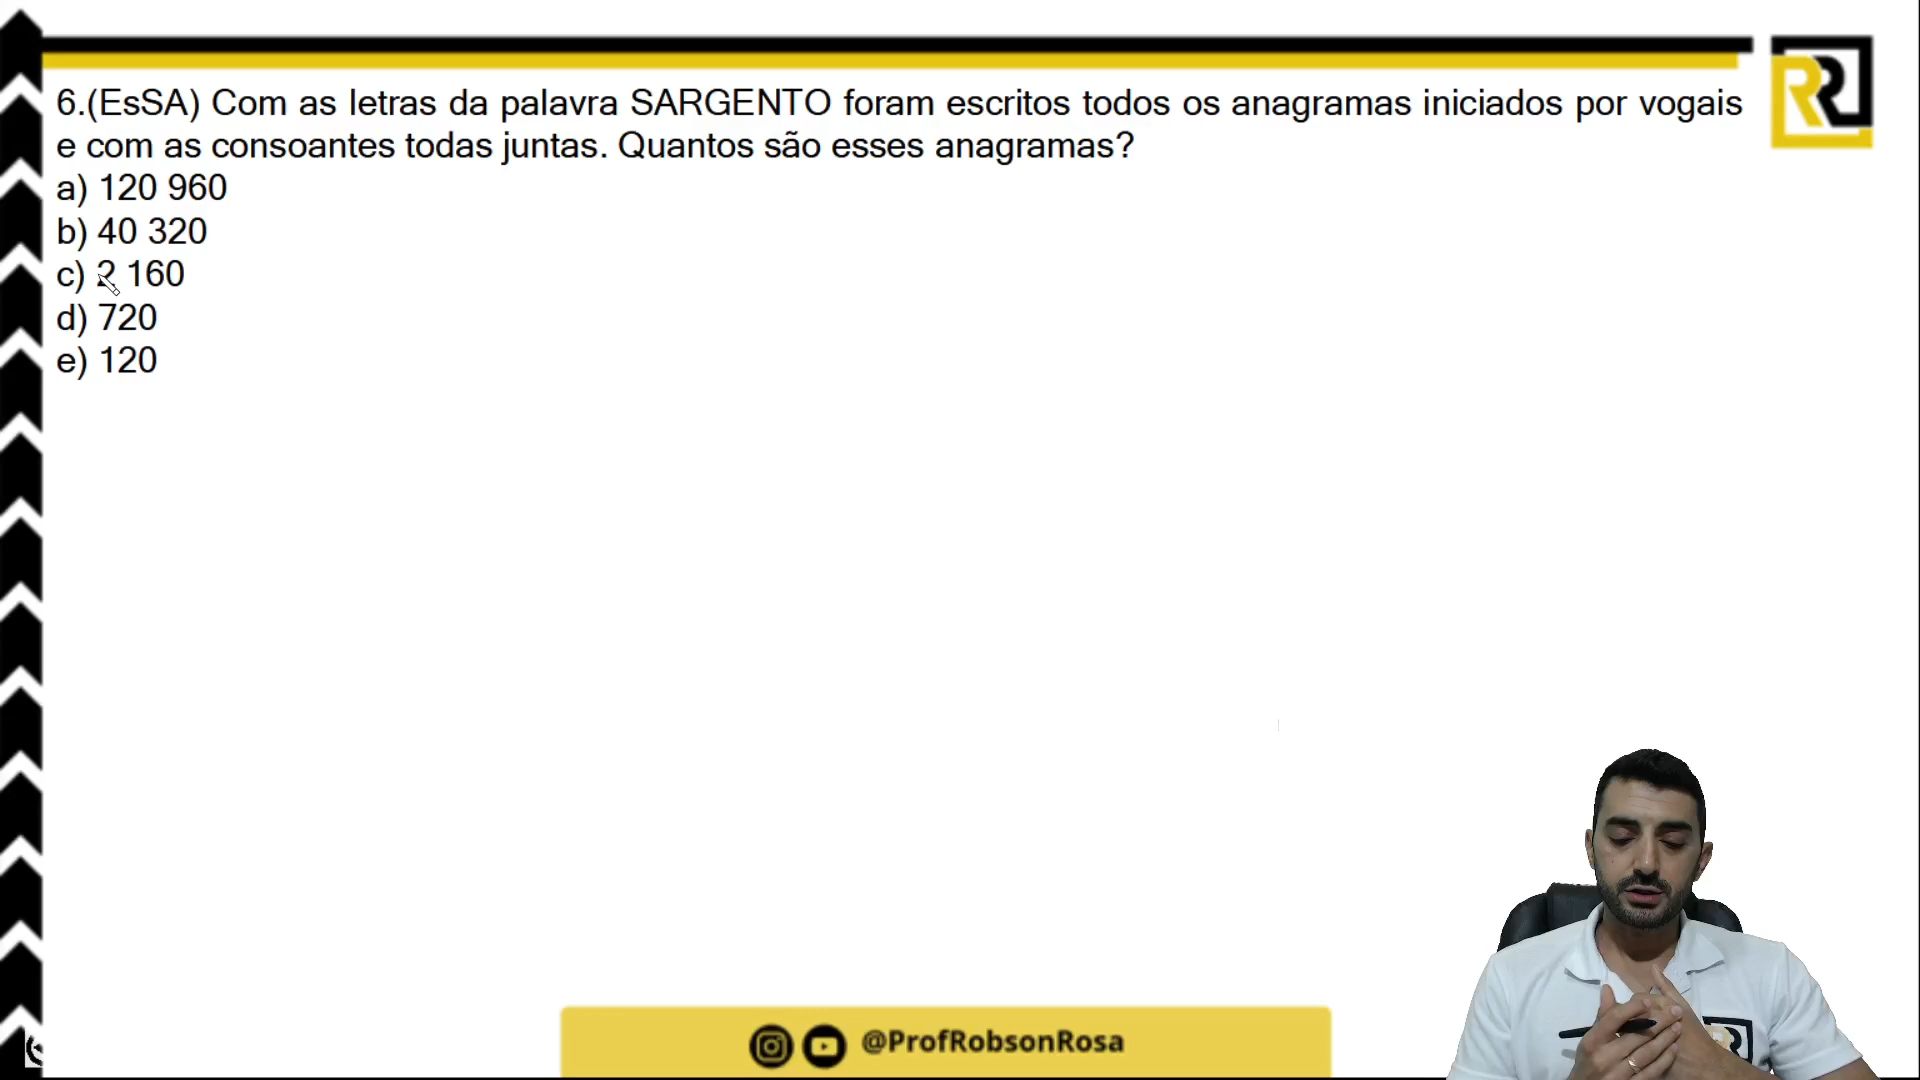 6.(EsSA) Com as letras da palavra SARGENTO foram escritos todos os anagramas iniciados por vogais
e com as consoantes todas juntas. Quantos são esses anagramas?
a) 120 960
b) 40 320
c) 2 160
d) 720
e) 120
@ProfRobsonRosa